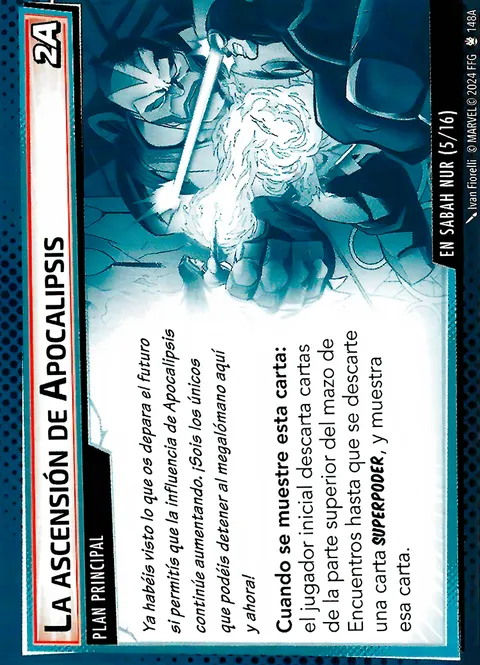 La ascensión de Apocalipsis
2A
PLAN PRINCIPAL
Ya habéis visto lo que os depara el futuro
si permitís que la influencia de Apocalipsis
continúe aumentando. ¡Sois los únicos
que podéis detener al megalómano aquí
y ahora!
Cuando se muestre esta carta:
el jugador inicial descarta cartas
de la parte superior del mazo de
Encuentros hasta que se descarte
una carta SUPERPODER, y muestra
esa carta.
EN SABAH NUR (5/16)
Ivan Fiorelli © MARVEL © 2024 FFG 148A